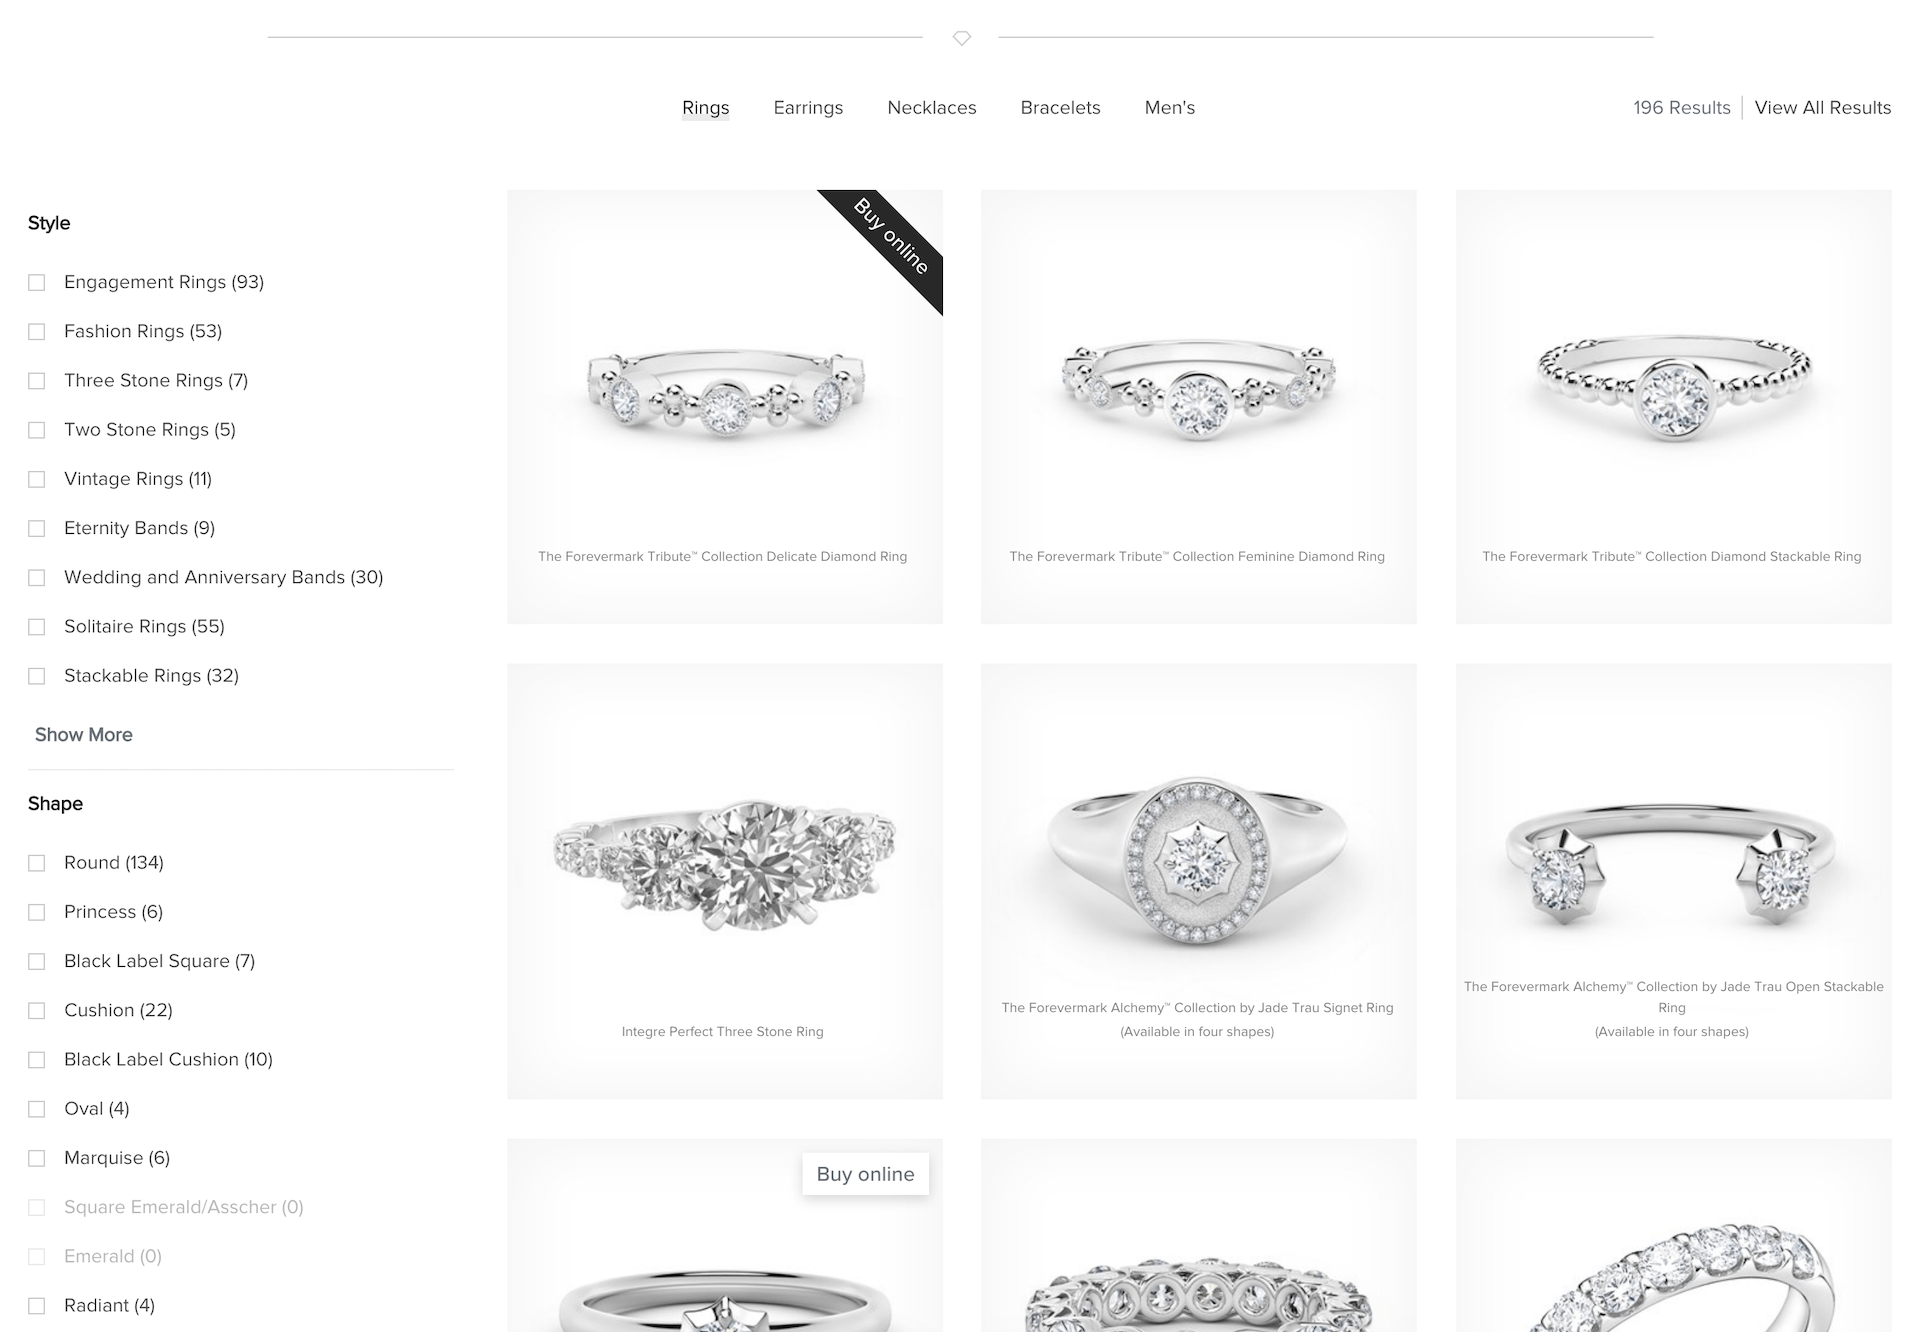 Rings
Earrings
Necklaces
Bracelets
Men's
196 Results
View All Results
Style
Engagement Rings (93)
Fashion Rings (53)
Three Stone Rings (7)
Two Stone Rings (5)
Vintage Rings (11)
Eternity Bands (9)
Wedding and Anniversary Bands (30)
Solitaire Rings (55)
Stackable Rings (32)
Show More
Shape
Round (134)
Princess (6)
Black Label Square (7)
Cushion (22)
Black Label Cushion (10)
Oval (4)
Marquise (6)
Square Emerald/Asscher (0)
Emerald (0)
Radiant (4)
Buy online
The Forevermark Tribute™ Collection Delicate Diamond Ring
The Forevermark Tribute™ Collection Feminine Diamond Ring
The Forevermark Tribute™ Collection Diamond Stackable Ring
Integre Perfect Three Stone Ring
The Forevermark Alchemy™ Collection by Jade Trau Signet Ring
(Available in four shapes)
The Forevermark Alchemy™ Collection by Jade Trau Open Stackable
Ring
(Available in four shapes)
Buy online